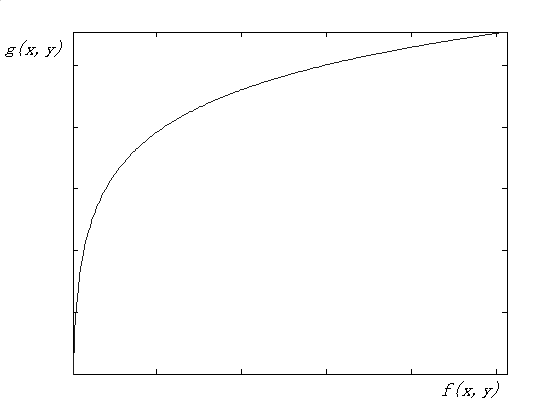 g(x, y)
f(x, y)